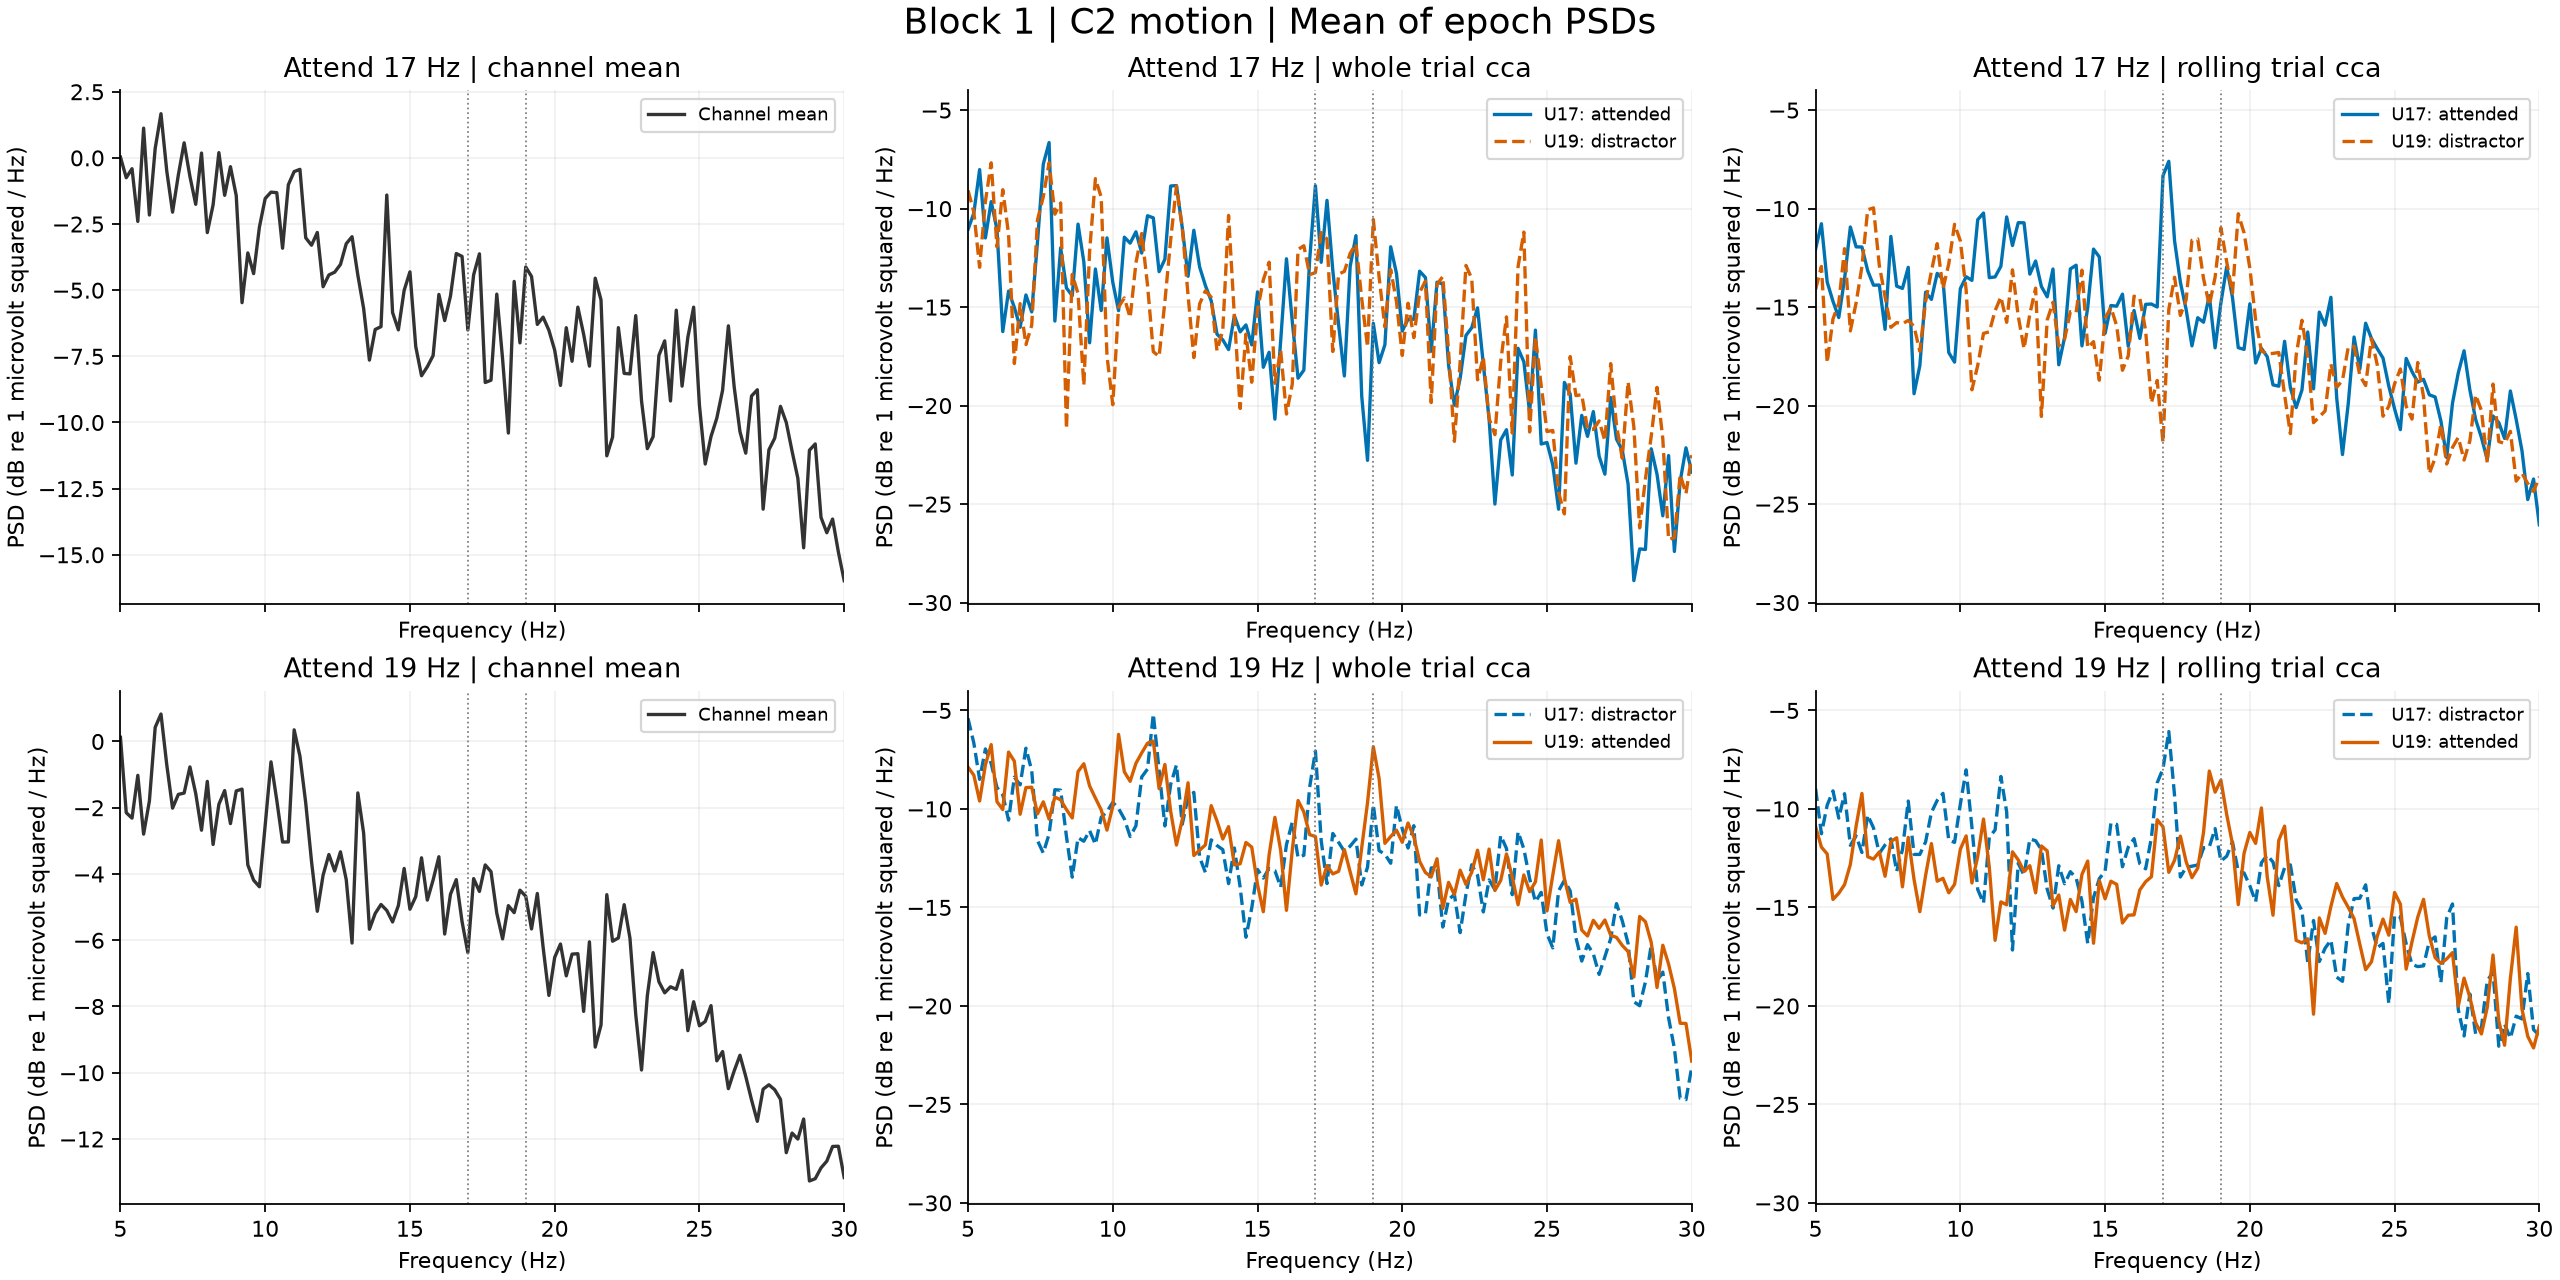 Block 1 | C2 motion | Mean of epoch PSDs
Attend 17 Hz | channel mean
PSD (dB re 1 microvolt squared / Hz)
2.5
0.0
−2.5
−5.0
−7.5
−10.0
−12.5
−15.0
Channel mean
Frequency (Hz)
Attend 17 Hz | whole trial cca
PSD (dB re 1 microvolt squared / Hz)
−5
−10
−15
−20
−25
−30
U17: attended
U19: distractor
Frequency (Hz)
Attend 17 Hz | rolling trial cca
PSD (dB re 1 microvolt squared / Hz)
−5
−10
−15
−20
−25
−30
U17: attended
U19: distractor
Frequency (Hz)
Attend 19 Hz | channel mean
PSD (dB re 1 microvolt squared / Hz)
0
−2
−4
−6
−8
−10
−12
Channel mean
5 10 15 20 25 30
Frequency (Hz)
Attend 19 Hz | whole trial cca
PSD (dB re 1 microvolt squared / Hz)
−5
−10
−15
−20
−25
−30
U17: distractor
U19: attended
5 10 15 20 25 30
Frequency (Hz)
Attend 19 Hz | rolling trial cca
PSD (dB re 1 microvolt squared / Hz)
−5
−10
−15
−20
−25
−30
U17: distractor
U19: attended
5 10 15 20 25 30
Frequency (Hz)